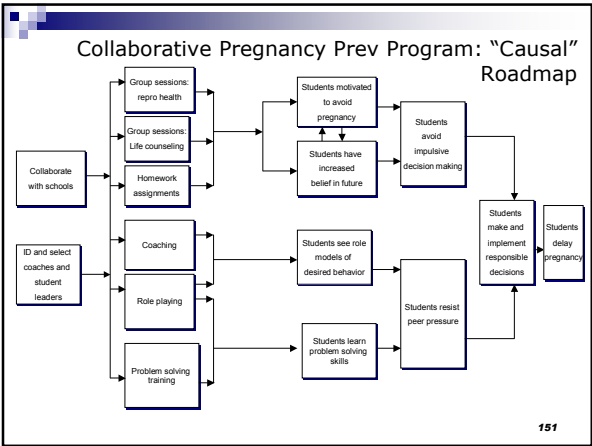 Collaborative Pregnancy Prev Program: “Causal”
Roadmap
Group sessions:
repro health
Group sessions:
Life counseling
Homework
assignments
Collaborate
with schools
ID and select
coaches and
student
leaders
Coaching
Role playing
Problem solving
training
Students motivated
to avoid
pregnancy
Students have
increased
belief in future
Students see role
models of
desired behavior
Students learn
problem solving
skills
Students
avoid
impulsive
decision making
Students resist
peer pressure
Students
make and
implement
responsible
decisions
Students
delay
pregnancy
151